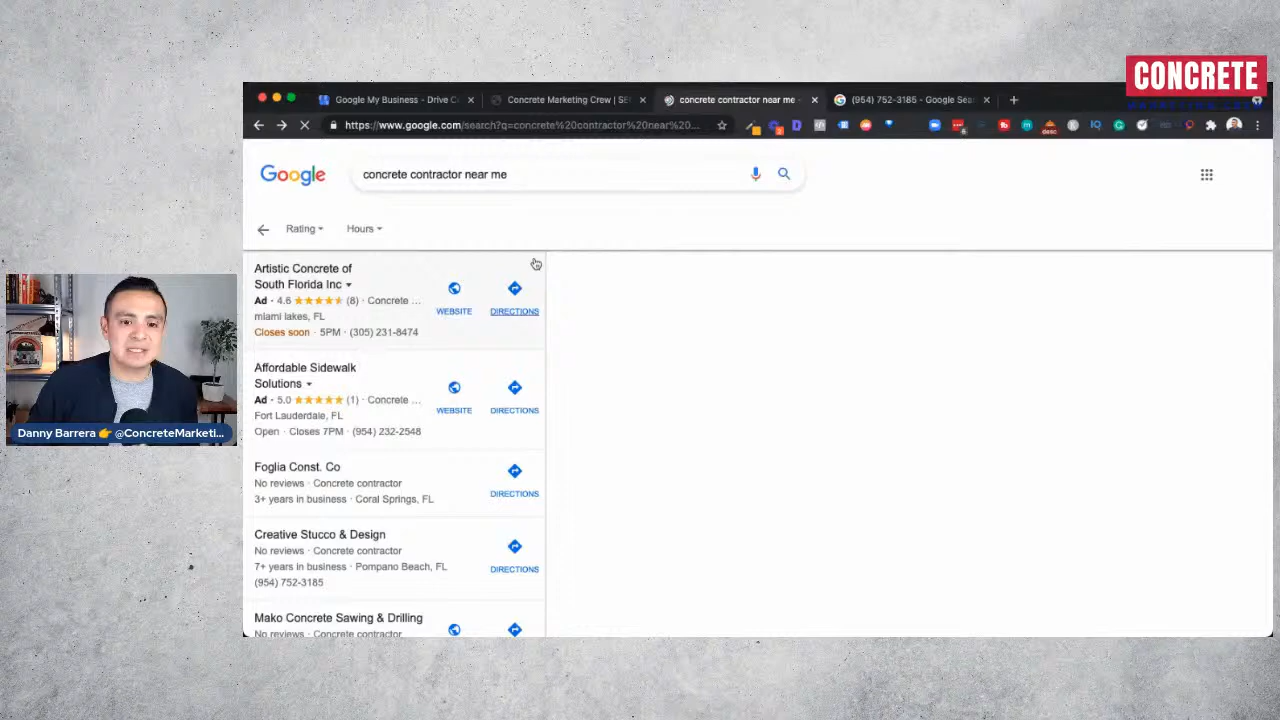 CONCRETE
Google My Business - Drive C
Concrete Marketing Crew | SE
concrete contractor near me
(954) 752-3185 - Google Sear
https://www.google.com/search?q=concrete%20contractor%20near%20...
Google
concrete contractor near me
Rating
Hours
Artistic Concrete of
South Florida Inc
Ad · 4.6 (8) · Concrete ...
miami lakes, FL
Closes soon · 5PM · (305) 231-8474
WEBSITE
DIRECTIONS
Affordable Sidewalk
Solutions
Ad · 5.0 (1) · Concrete ...
Fort Lauderdale, FL
Open · Closes 7PM · (954) 232-2548
WEBSITE
DIRECTIONS
Foglia Const. Co
No reviews · Concrete contractor
3+ years in business · Coral Springs, FL
DIRECTIONS
Creative Stucco & Design
No reviews · Concrete contractor
7+ years in business · Pompano Beach, FL
(954) 752-3185
DIRECTIONS
Mako Concrete Sawing & Drilling
No reviews · Concrete contractor
Danny Barrera 👉 @ConcreteMarketi...